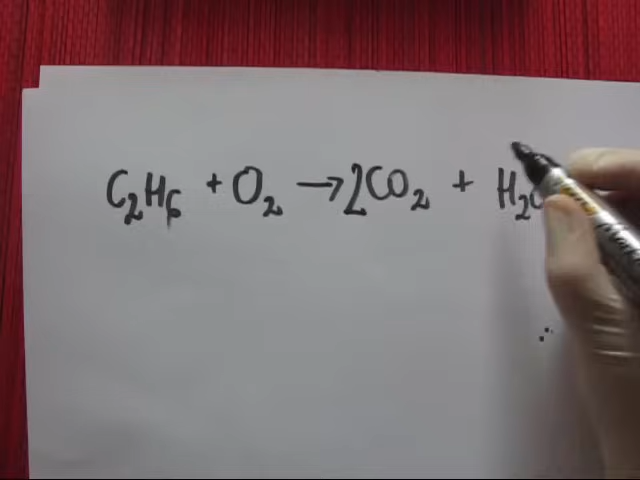 C₂H₆ + O₂ → 2CO₂ + H₂O